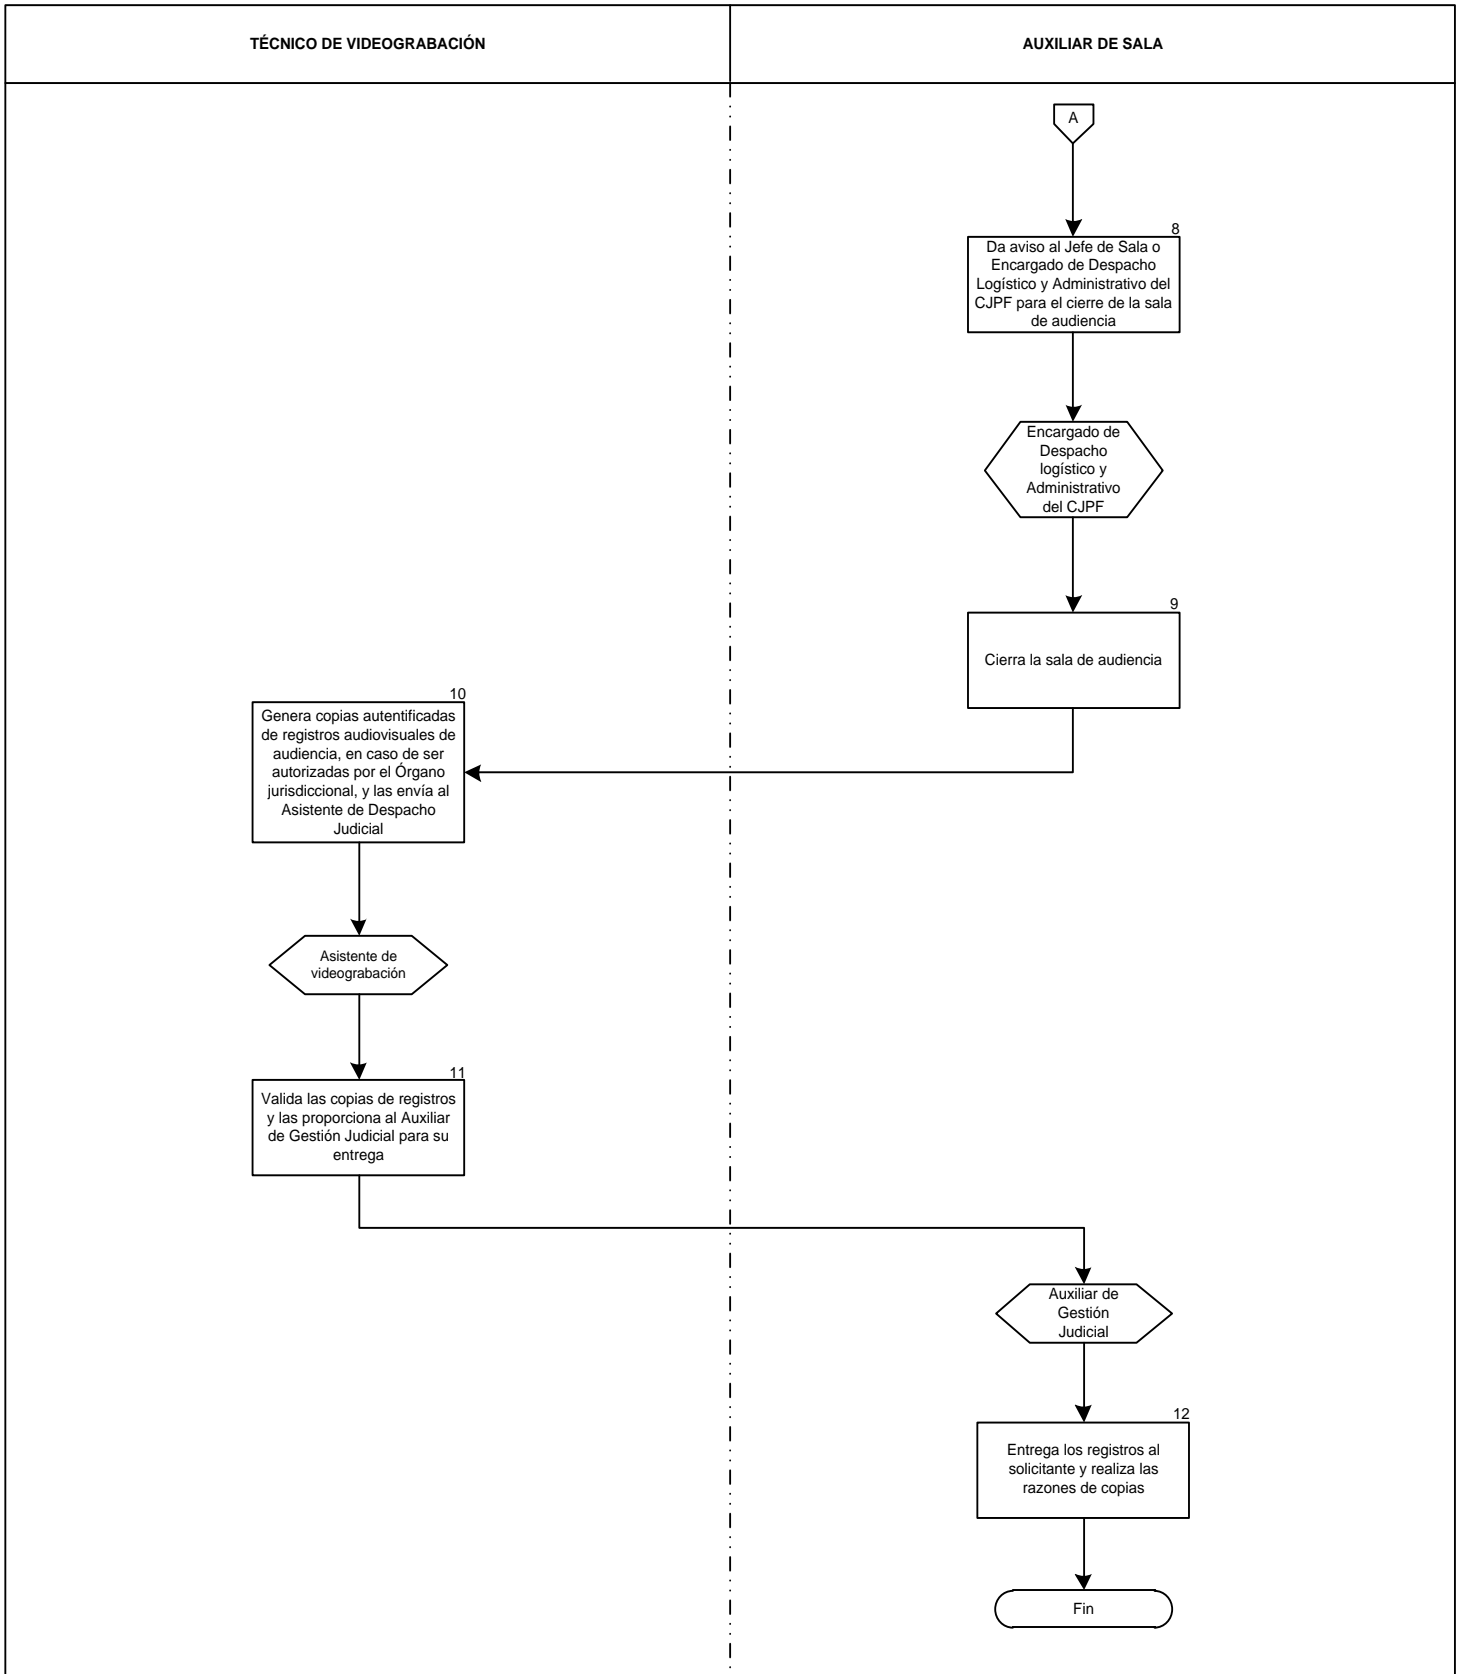 TÉCNICO DE VIDEOGRABACIÓN
AUXILIAR DE SALA
A
8
Da aviso al Jefe de Sala o
Encargado de Despacho
Logístico y Administrativo del
CJPF para el cierre de la sala
de audiencia
Encargado de
Despacho
logístico y
Administrativo
del CJPF
9
Cierra la sala de audiencia
10
Genera copias autentificadas
de registros audiovisuales de
audiencia, en caso de ser
autorizadas por el Órgano
jurisdiccional, y las envía al
Asistente de Despacho
Judicial
Asistente de
videograbación
11
Valida las copias de registros
y las proporciona al Auxiliar
de Gestión Judicial para su
entrega
Auxiliar de
Gestión
Judicial
12
Entrega los registros al
solicitante y realiza las
razones de copias
Fin